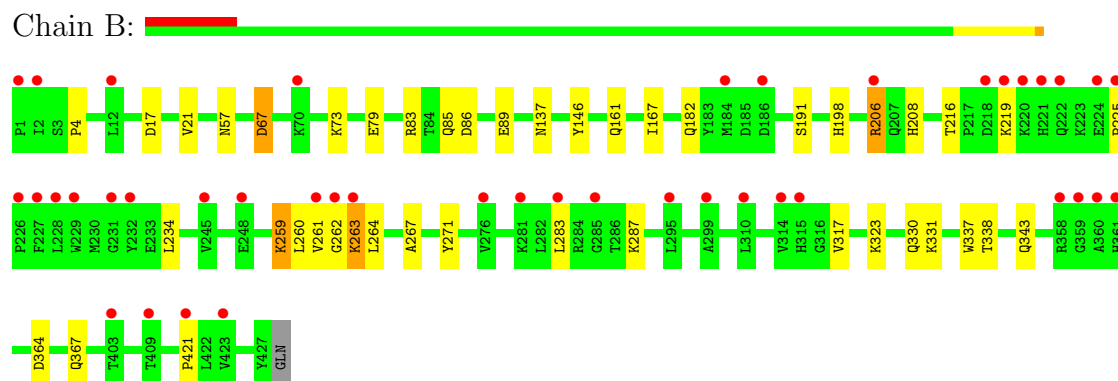 Chain B:
P1 I2 S3 P4 L12 D17 V21 N57 D67 K70 K73 E79 R83 T84 Q85 D86 E89 N137 Y146 Q161 I167 Q182 Y183 M184 D185 D186 S191 H198 R206 Q207 H208 T216 P217 D218 K219 K220 H221 Q222 K223 E224 P225
P226 F227 L228 W229 M230 G231 Y232 E233 L234 V245 E248 K259 L260 V261 G262 K263 L264 A267 Y271 V276 K281 L282 L283 R284 G285 T286 K287 L295 A299 L310 V314 H315 G316 V317 K323 Q330 K331 W337 T338 Q343 R358 G359 A360 H361
D364 Q367 T403 T409 P421 L422 V423 Y427 GLN